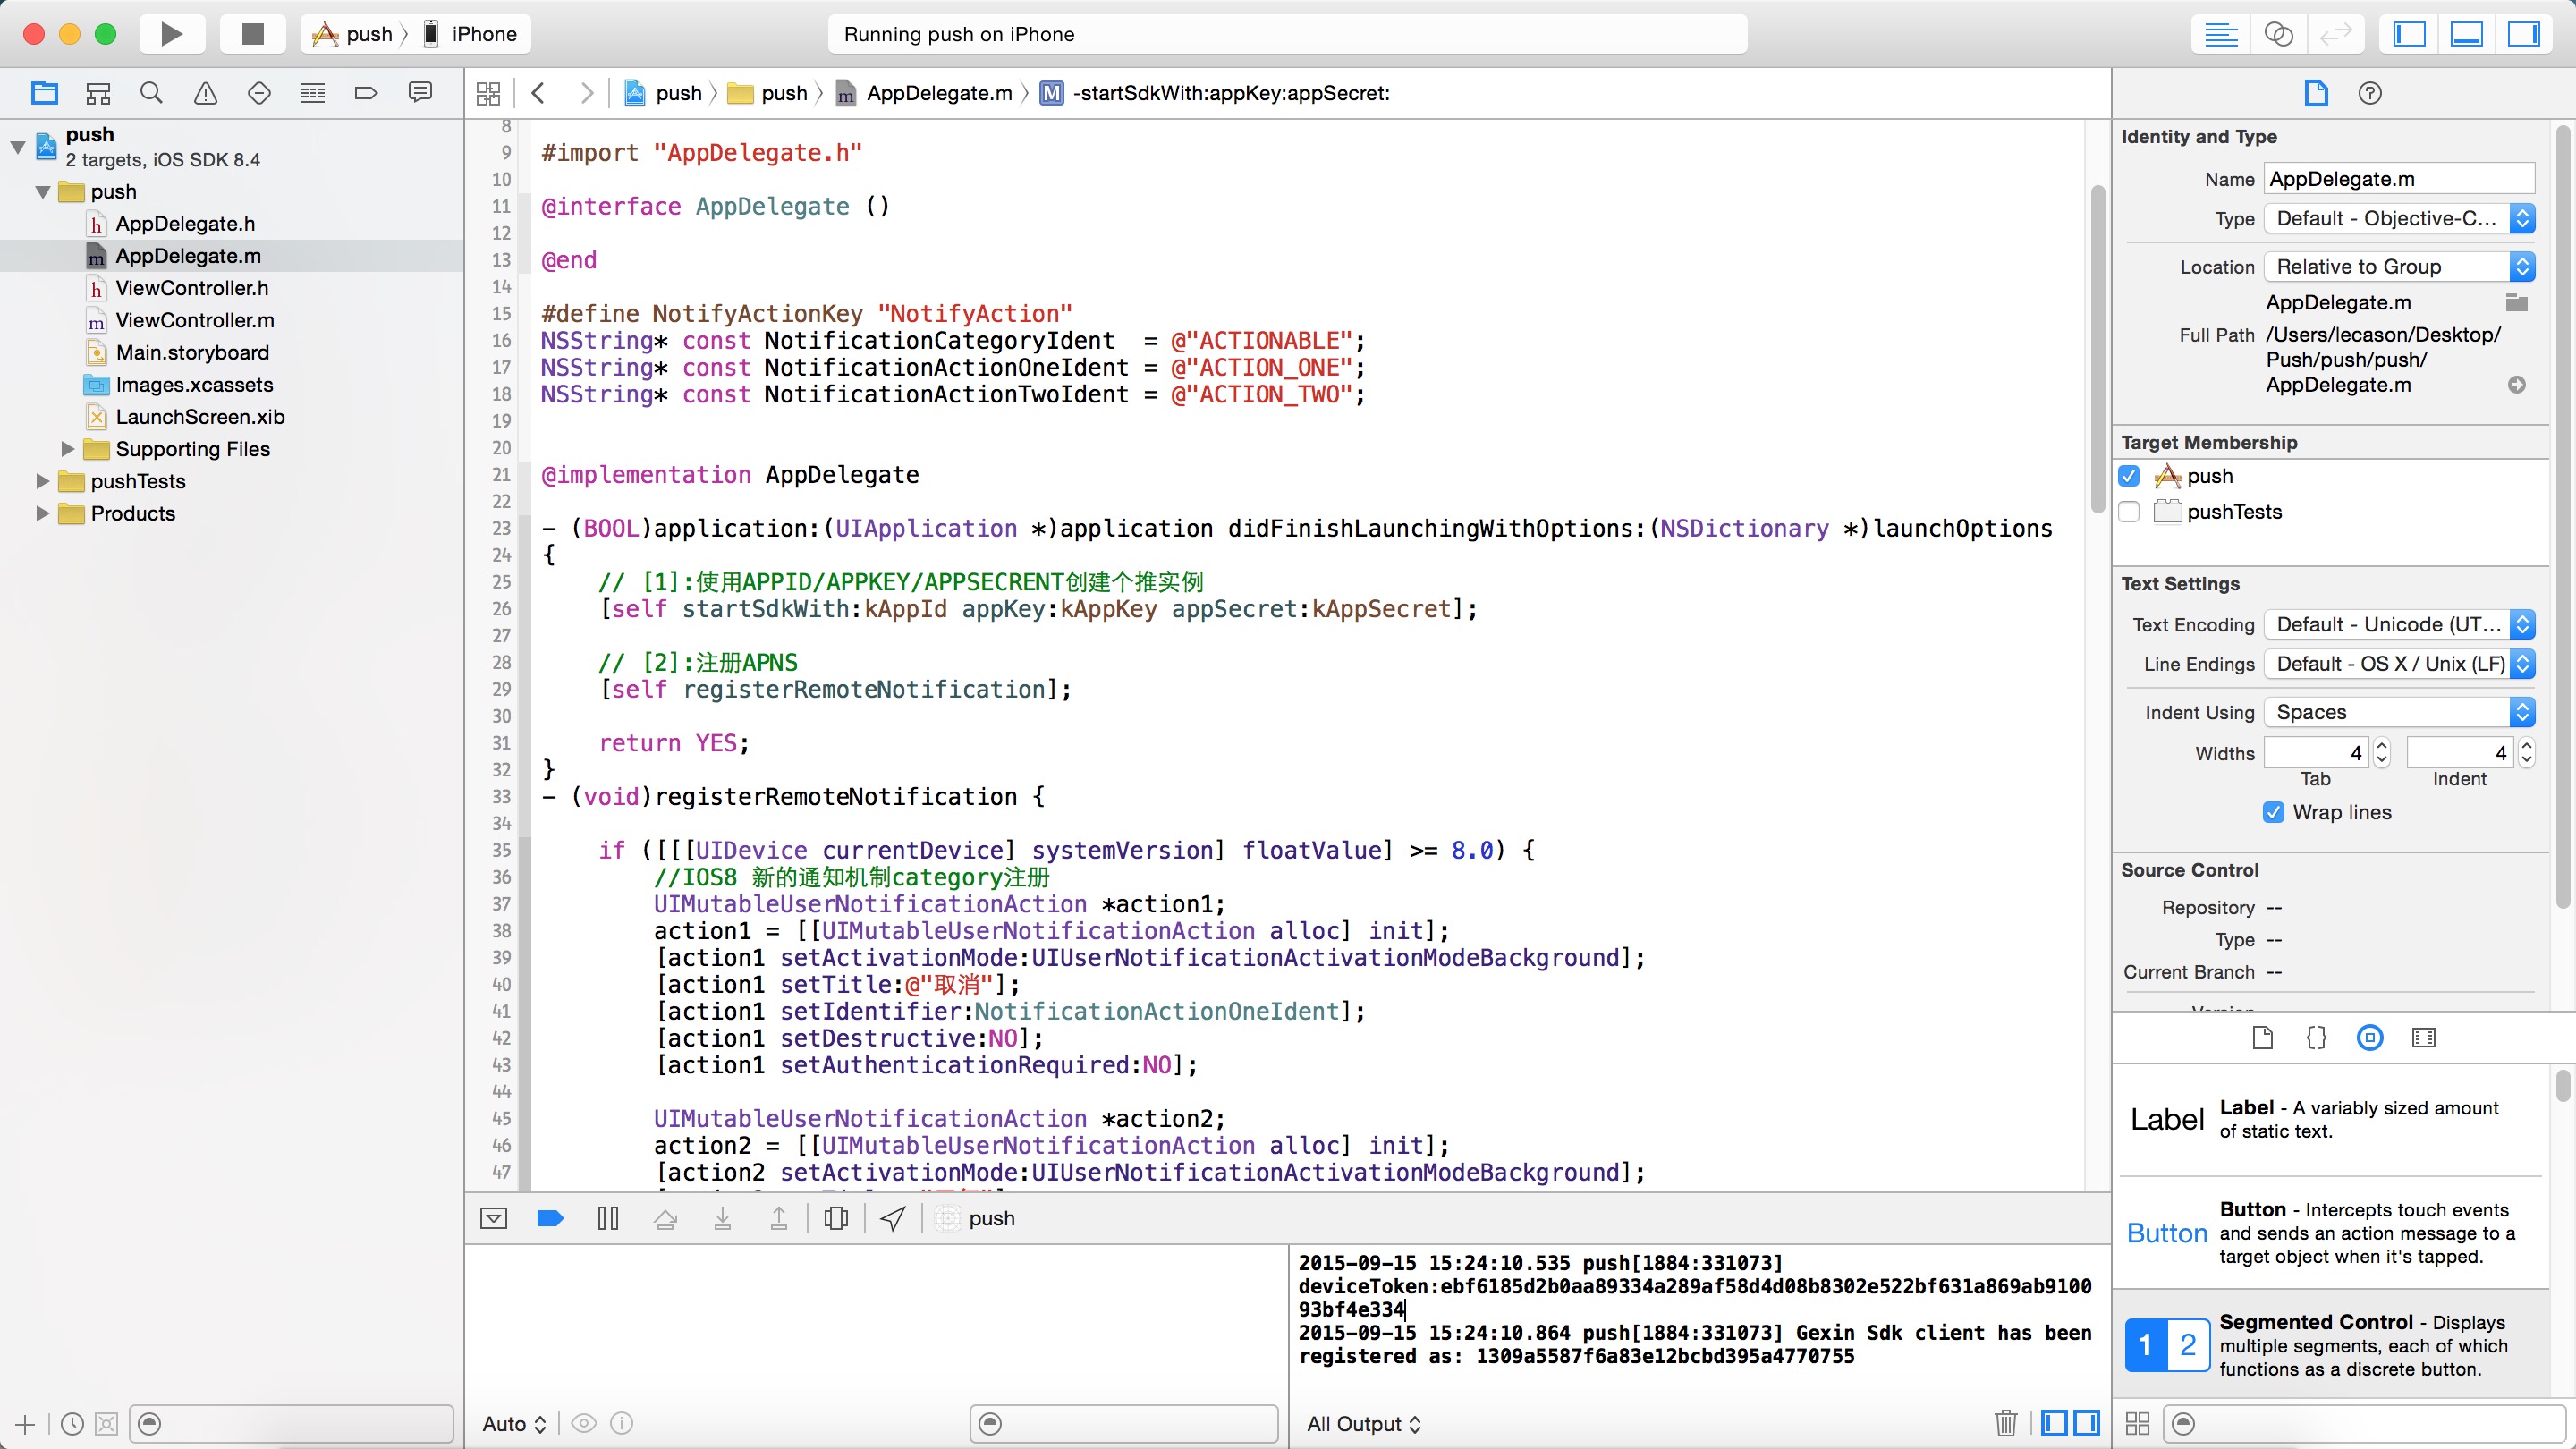 push
iPhone
Running push on iPhone
push
push
AppDelegate.m
M
-startSdkWith:appKey:appSecret:
push
2 targets, iOS SDK 8.4
push
h AppDelegate.h
m AppDelegate.m
h ViewController.h
m ViewController.m
Main.storyboard
Images.xcassets
LaunchScreen.xib
Supporting Files
pushTests
Products
8
9 #import "AppDelegate.h"
10
11 @interface AppDelegate ()
12
13 @end
14
15 #define NotifyActionKey "NotifyAction"
16 NSString* const NotificationCategoryIdent  = @"ACTIONABLE";
17 NSString* const NotificationActionOneIdent = @"ACTION_ONE";
18 NSString* const NotificationActionTwoIdent = @"ACTION_TWO";
19
20
21 @implementation AppDelegate
22
23 - (BOOL)application:(UIApplication *)application didFinishLaunchingWithOptions:(NSDictionary *)launchOptions
24 {
25     // [1]:使用APPID/APPKEY/APPSECRENT创建个推实例
26     [self startSdkWith:kAppId appKey:kAppKey appSecret:kAppSecret];
27
28     // [2]:注册APNS
29     [self registerRemoteNotification];
30
31     return YES;
32 }
33 - (void)registerRemoteNotification {
34
35     if ([[[UIDevice currentDevice] systemVersion] floatValue] >= 8.0) {
36         //IOS8 新的通知机制category注册
37         UIMutableUserNotificationAction *action1;
38         action1 = [[UIMutableUserNotificationAction alloc] init];
39         [action1 setActivationMode:UIUserNotificationActivationModeBackground];
40         [action1 setTitle:@"取消"];
41         [action1 setIdentifier:NotificationActionOneIdent];
42         [action1 setDestructive:NO];
43         [action1 setAuthenticationRequired:NO];
44
45         UIMutableUserNotificationAction *action2;
46         action2 = [[UIMutableUserNotificationAction alloc] init];
47         [action2 setActivationMode:UIUserNotificationActivationModeBackground];
push
2015-09-15 15:24:10.535 push[1884:331073]
deviceToken:ebf6185d2b0aa89334a289af58d4d08b8302e522bf631a869ab9100
93bf4e334
2015-09-15 15:24:10.864 push[1884:331073] Gexin Sdk client has been
registered as: 1309a5587f6a83e12bcbd395a4770755
Auto
All Output
Identity and Type
Name AppDelegate.m
Type Default - Objective-C...
Location Relative to Group
AppDelegate.m
Full Path /Users/lecason/Desktop/
Push/push/push/
AppDelegate.m
Target Membership
push
pushTests
Text Settings
Text Encoding Default - Unicode (UT...
Line Endings Default - OS X / Unix (LF)
Indent Using Spaces
Widths 4 4
Tab Indent
Wrap lines
Source Control
Repository --
Type --
Current Branch --
Label
Label - A variably sized amount
of static text.
Button
Button - Intercepts touch events
and sends an action message to a
target object when it's tapped.
1 2
Segmented Control - Displays
multiple segments, each of which
functions as a discrete button.